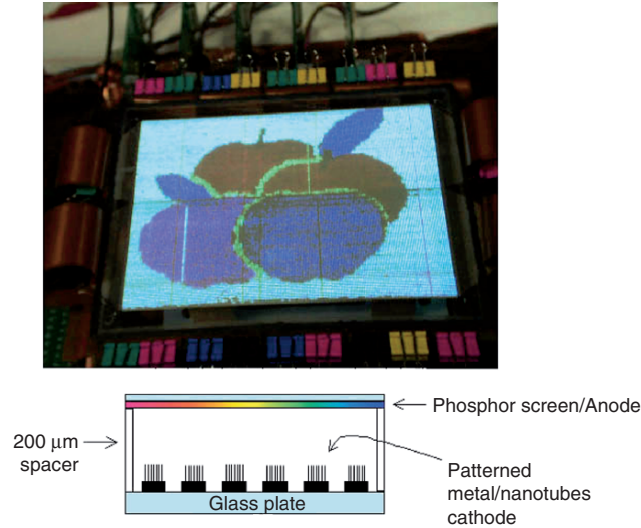 Phosphor screen/Anode
200 μm
spacer
Patterned
metal/nanotubes
cathode
Glass plate